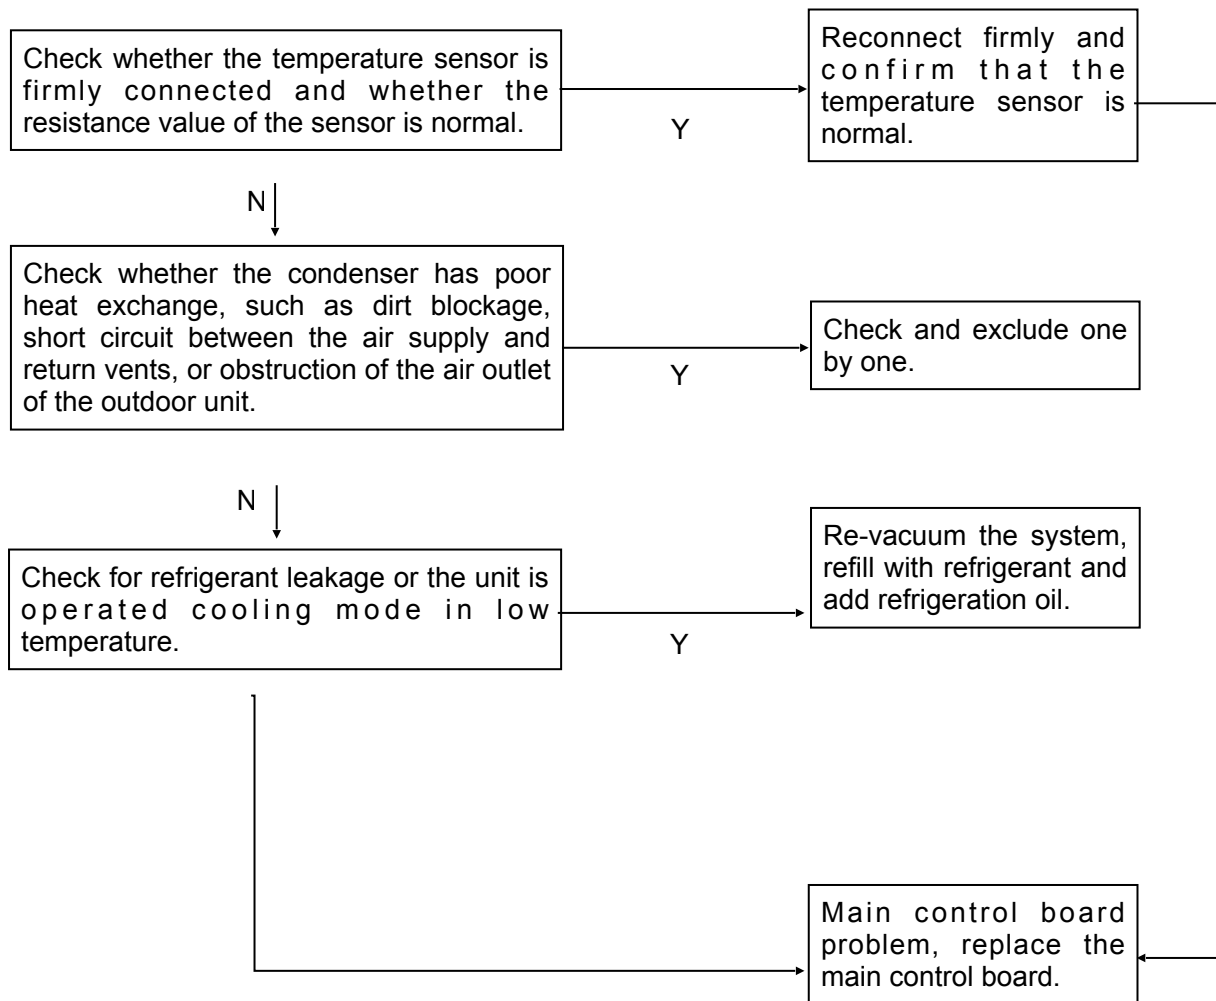 Check whether the temperature sensor is
firmly connected and whether the
resistance value of the sensor is normal.
Y
Reconnect firmly and
confirm that the
temperature sensor is
normal.
N
Check whether the condenser has poor
heat exchange, such as dirt blockage,
short circuit between the air supply and
return vents, or obstruction of the air outlet
of the outdoor unit.
Y
Check and exclude one
by one.
N
Check for refrigerant leakage or the unit is
operated cooling mode in low
temperature.
Y
Re-vacuum the system,
refill with refrigerant and
add refrigeration oil.
Main control board
problem, replace the
main control board.